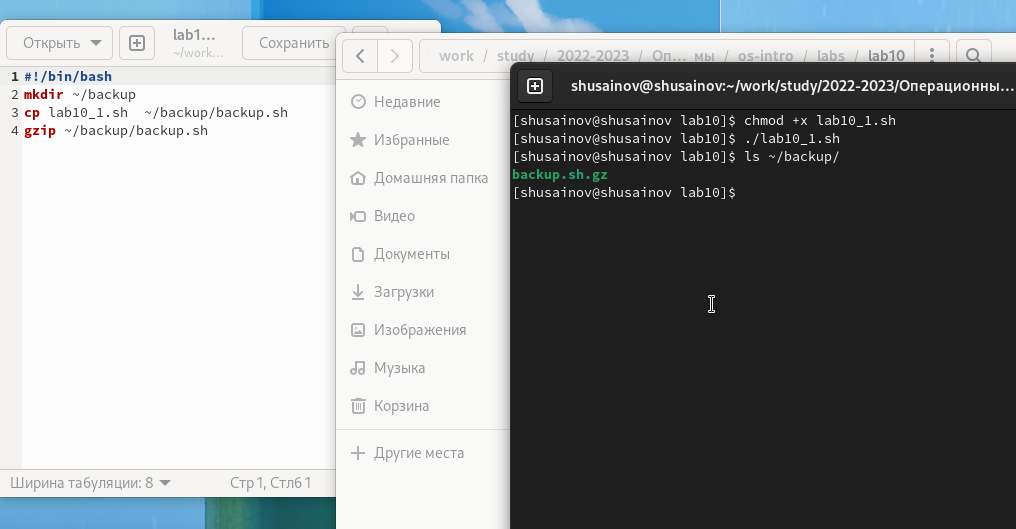 Открыть
lab1...
~/work...
Сохранить
1 #!/bin/bash
2 mkdir ~/backup
3 cp lab10_1.sh  ~/backup/backup.sh
4 gzip ~/backup/backup.sh
Ширина табуляции: 8
Стр 1, Стлб 1
work / study / 2022-2023 / Оп... мы / os-intro / labs / lab10
Недавние
Избранные
Домашняя папка
Видео
Документы
Загрузки
Изображения
Музыка
Корзина
Другие места
shusainov@shusainov:~/work/study/2022-2023/Операционны...
[shusainov@shusainov lab10]$ chmod +x lab10_1.sh
[shusainov@shusainov lab10]$ ./lab10_1.sh
[shusainov@shusainov lab10]$ ls ~/backup/
backup.sh.gz
[shusainov@shusainov lab10]$